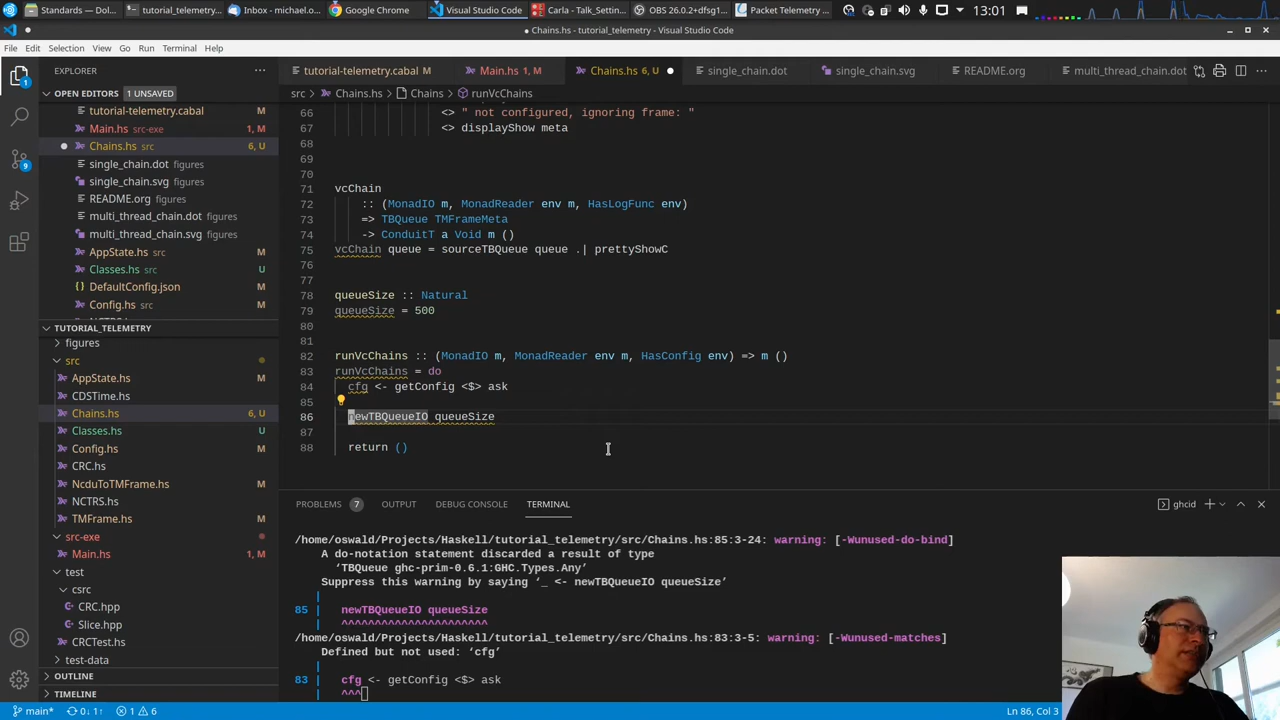 Standards — Dol...
tutorial_telemetry...
Inbox - michael.o...
Google Chrome
Visual Studio Code
Carla - Talk_Settin...
OBS 26.0.2+dfsg1...
Packet Telemetry ...
13:01
● Chains.hs - tutorial_telemetry - Visual Studio Code
File Edit Selection View Go Run Terminal Help
EXPLORER
tutorial-telemetry.cabal M
Main.hs 1, M
Chains.hs 6, U
single_chain.dot
single_chain.svg
README.org
multi_thread_chain.dot
OPEN EDITORS 1 UNSAVED
src > Chains.hs > Chains > runVcChains
tutorial-telemetry.cabal M
Main.hs src-exe 1, M
Chains.hs src 6, U
single_chain.dot figures
single_chain.svg figures
README.org
multi_thread_chain.dot
multi_thread_chain.svg
AppState.hs src M
Classes.hs src U
DefaultConfig.json M
Config.hs src M
TUTORIAL_TELEMETRY
figures
src
AppState.hs M
CDSTime.hs
Chains.hs 6, U
Classes.hs U
Config.hs M
CRC.hs
NcduToTMFrame.hs M
NCTRS.hs
TMFrame.hs M
src-exe
Main.hs 1, M
test
csrc
CRC.hpp
Slice.hpp
CRCTest.hs
test-data
OUTLINE
TIMELINE
66 <> " not configured, ignoring frame: "
67 <> displayShow meta
68
69
70
71 vcChain
72 :: (MonadIO m, MonadReader env m, HasLogFunc env)
73 => TBQueue TMFrameMeta
74 -> ConduitT a Void m ()
75 vcChain queue = sourceTBQueue queue .| prettyShowC
76
77
78 queueSize :: Natural
79 queueSize = 500
80
81
82 runVcChains :: (MonadIO m, MonadReader env m, HasConfig env) => m ()
83 runVcChains = do
84 cfg <- getConfig <$> ask
85
86 newTBQueueIO queueSize
87
88 return ()
PROBLEMS 7 OUTPUT DEBUG CONSOLE TERMINAL
ghcid
/home/oswald/Projects/Haskell/tutorial_telemetry/src/Chains.hs:85:3-24: warning: [-Wunused-do-bind]
A do-notation statement discarded a result of type
‘TBQueue ghc-prim-0.6.1:GHC.Types.Any’
Suppress this warning by saying ‘_ <- newTBQueueIO queueSize’
|
85 | newTBQueueIO queueSize
| ^^^^^^^^^^^^^^^^^^^^^^
/home/oswald/Projects/Haskell/tutorial_telemetry/src/Chains.hs:83:3-5: warning: [-Wunused-matches]
Defined but not used: ‘cfg’
|
83 | cfg <- getConfig <$> ask
| ^^^
main* 0↓ 1↑ 1 6
Ln 86, Col 3